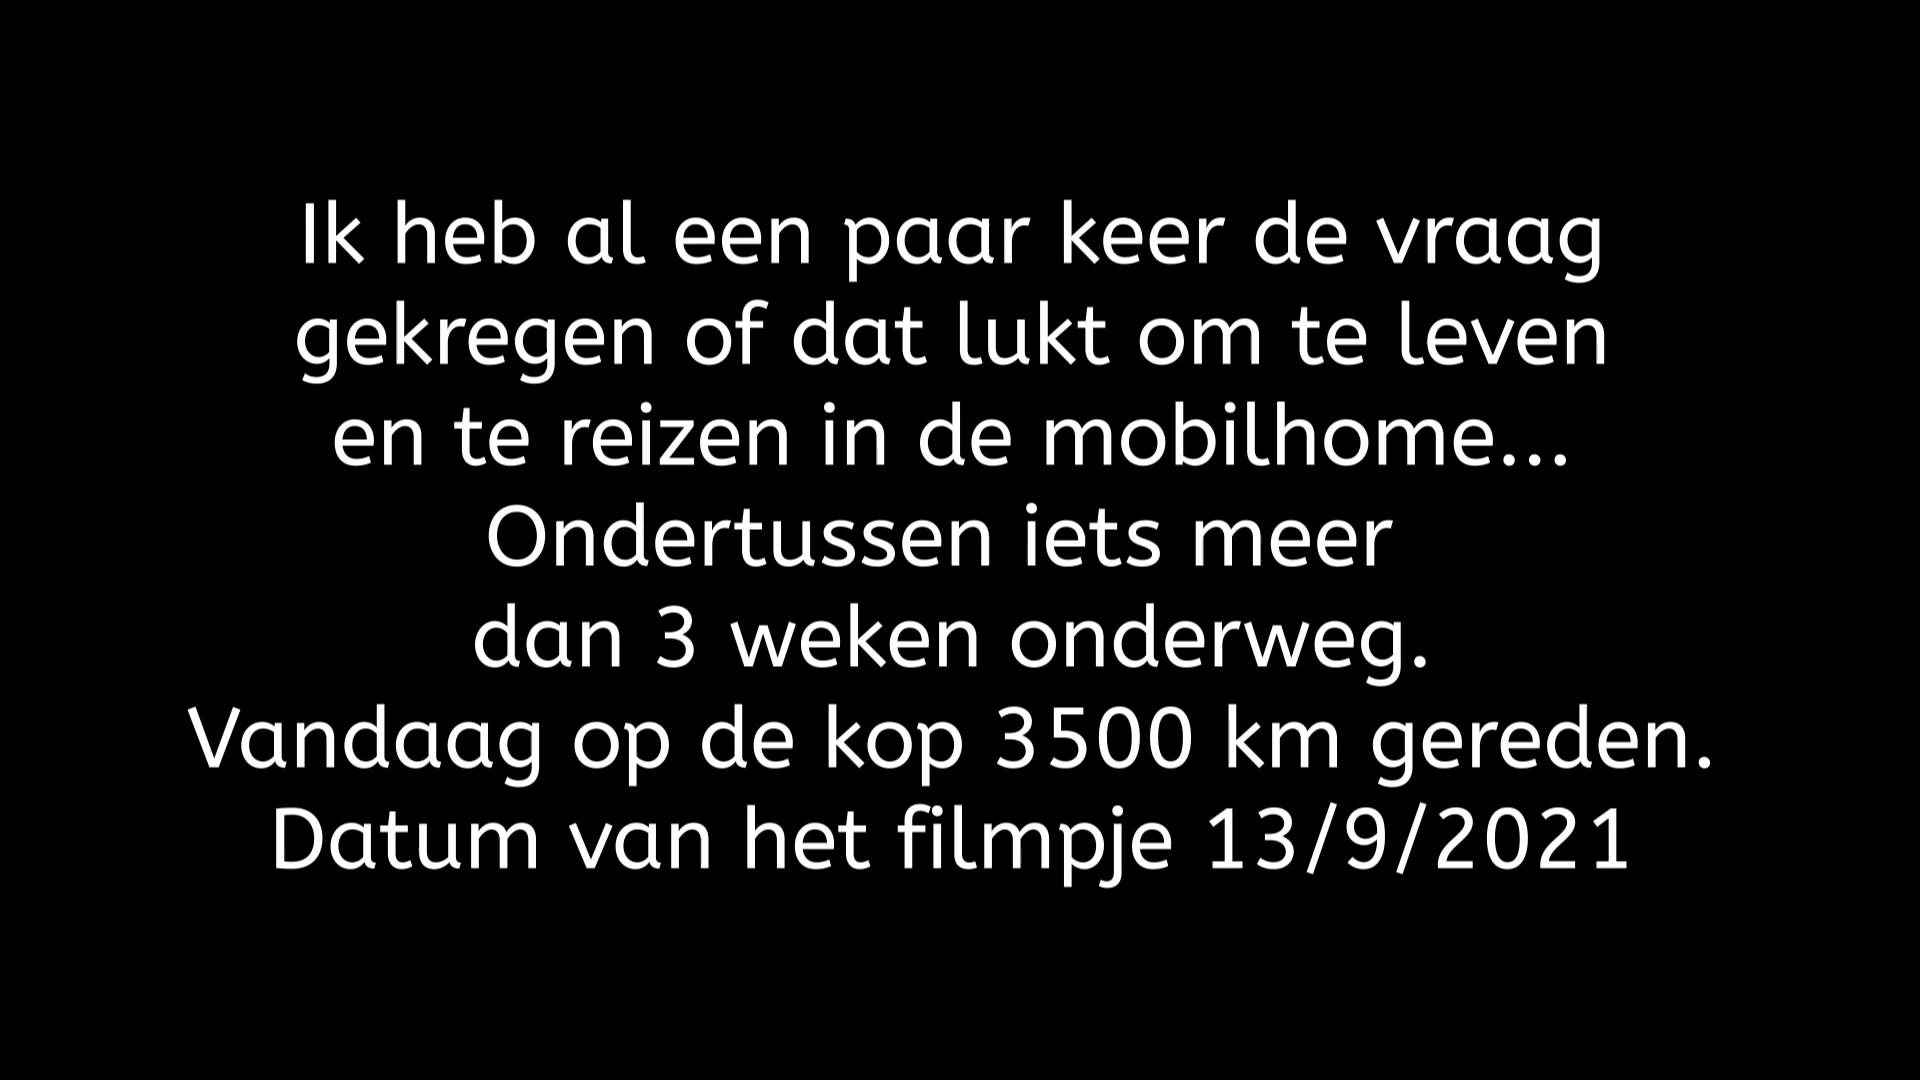 Ik heb al een paar keer de vraag
gekregen of dat lukt om te leven
en te reizen in de mobilhome...
Ondertussen iets meer
dan 3 weken onderweg.
Vandaag op de kop 3500 km gereden.
Datum van het filmpje 13/9/2021